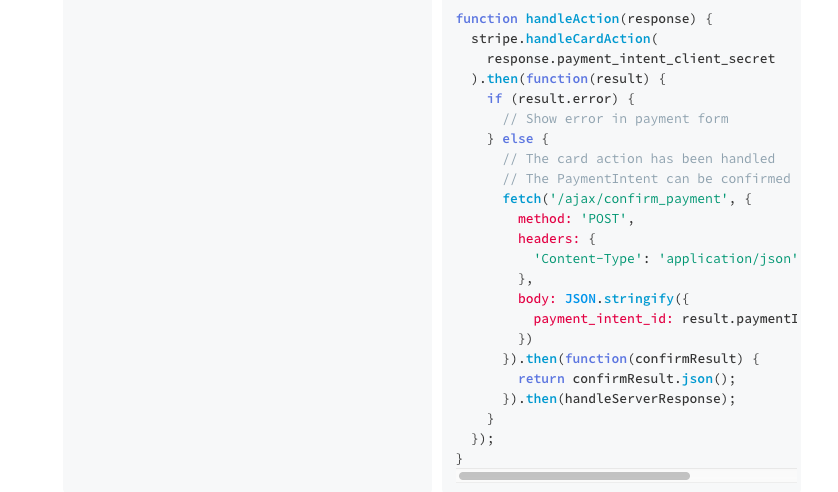 function handleAction(response) {
stripe.handleCardAction(
response.payment_intent_client_secret
).then(function(result) {
if (result.error) {
// Show error in payment form
} else {
// The card action has been handled
// The PaymentIntent can be confirmed
fetch('/ajax/confirm_payment', {
method: 'POST',
headers: {
'Content-Type': 'application/json'
},
body: JSON.stringify({
payment_intent_id: result.paymentI
})
}).then(function(confirmResult) {
return confirmResult.json();
}).then(handleServerResponse);
}
});
}